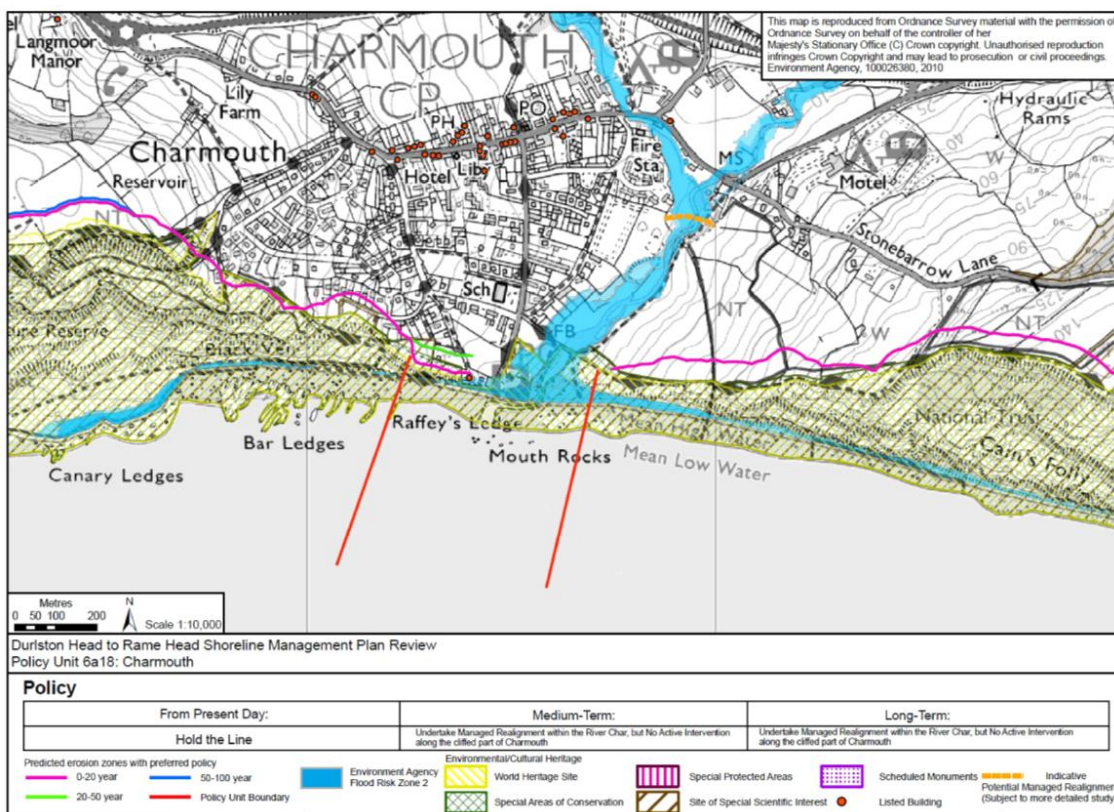 This map is reproduced from Ordnance Survey material with the permission of
Ordnance Survey on behalf of the controller of her
Majesty's Stationary Office (C) Crown copyright. Unauthorised reproduction
infringes Crown Copyright and may lead to prosecution or civil proceedings.
Environment Agency, 100026380, 2010
Langmoor
Manor
CHARMOUTH
CP
Lily
Farm
PH
PO
Hydraulic
Rams
Charmouth
Reservoir
Hotel
Lib
Fire
Sta
MS
Motel
W
60
75
NT
Stonebarrow Lane
90
125
140
Sch
FB
NT
W
NT
Raffey's Ledge
Bar Ledges
Mouth Rocks
Canary Ledges
Mean Low Water
National Trust
Cain's Folly
Metres
0 50 100 200
N
Scale 1:10,000
Durlston Head to Rame Head Shoreline Management Plan Review
Policy Unit 6a18: Charmouth
Policy
From Present Day: Medium-Term: Long-Term:
Hold the Line
Undertake Managed Realignment within the River Char, but No Active Intervention
along the cliffed part of Charmouth
Undertake Managed Realignment within the River Char, but No Active Intervention
along the cliffed part of Charmouth
Predicted erosion zones with preferred policy
0-20 year
50-100 year
20-50 year
Policy Unit Boundary
Environment Agency
Flood Risk Zone 2
Environmental/Cultural Heritage
World Heritage Site
Special Areas of Conservation
Special Protected Areas
Site of Special Scientific Interest
Scheduled Monuments
Listed Building
Indicative
Potential Managed Realignment
(Subject to more detailed study